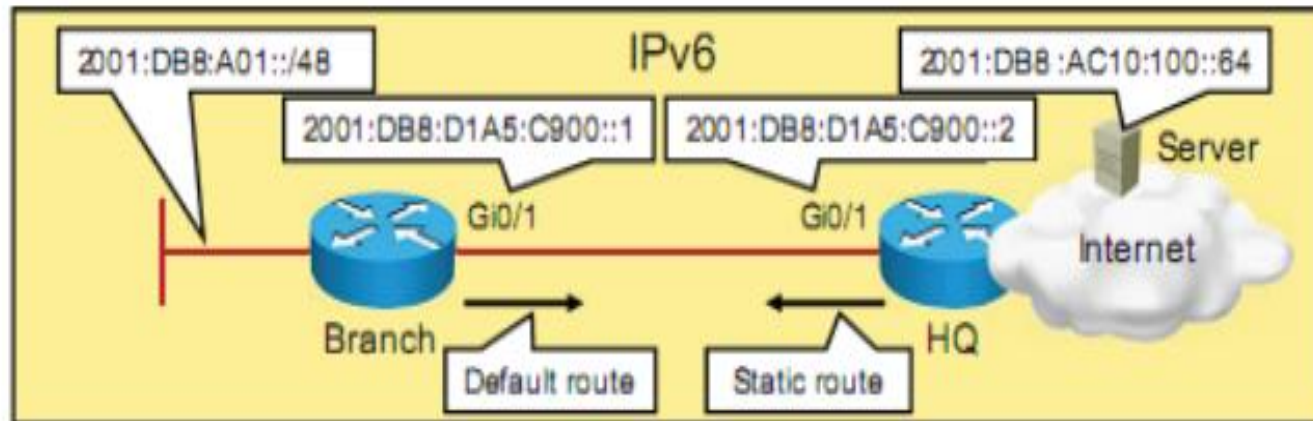 IPv6
2001:DB8:A01::/48
2001:DB8 :AC10:100::64
2001:DB8:D1A5:C900::1
2001:DB8:D1A5:C900::2
Server
Gi0/1
Gi0/1
Internet
Branch
HQ
Default route
Static route